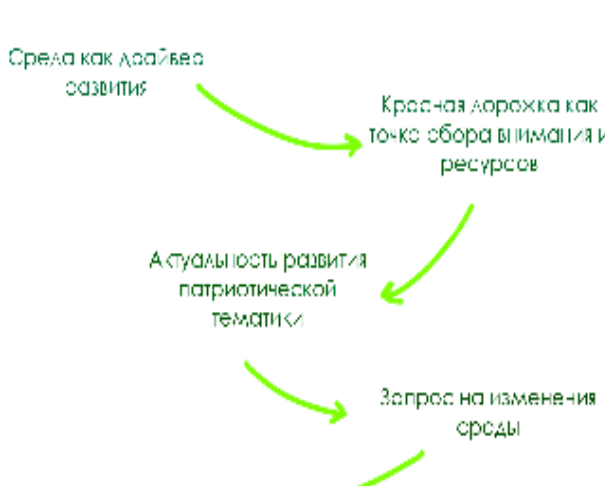 Среда как драйвер
развития
Красная дорожка как
точка сбора внимания и
ресурсов
Актуальность развития
патриотической
тематики
Запрос на изменения
среды